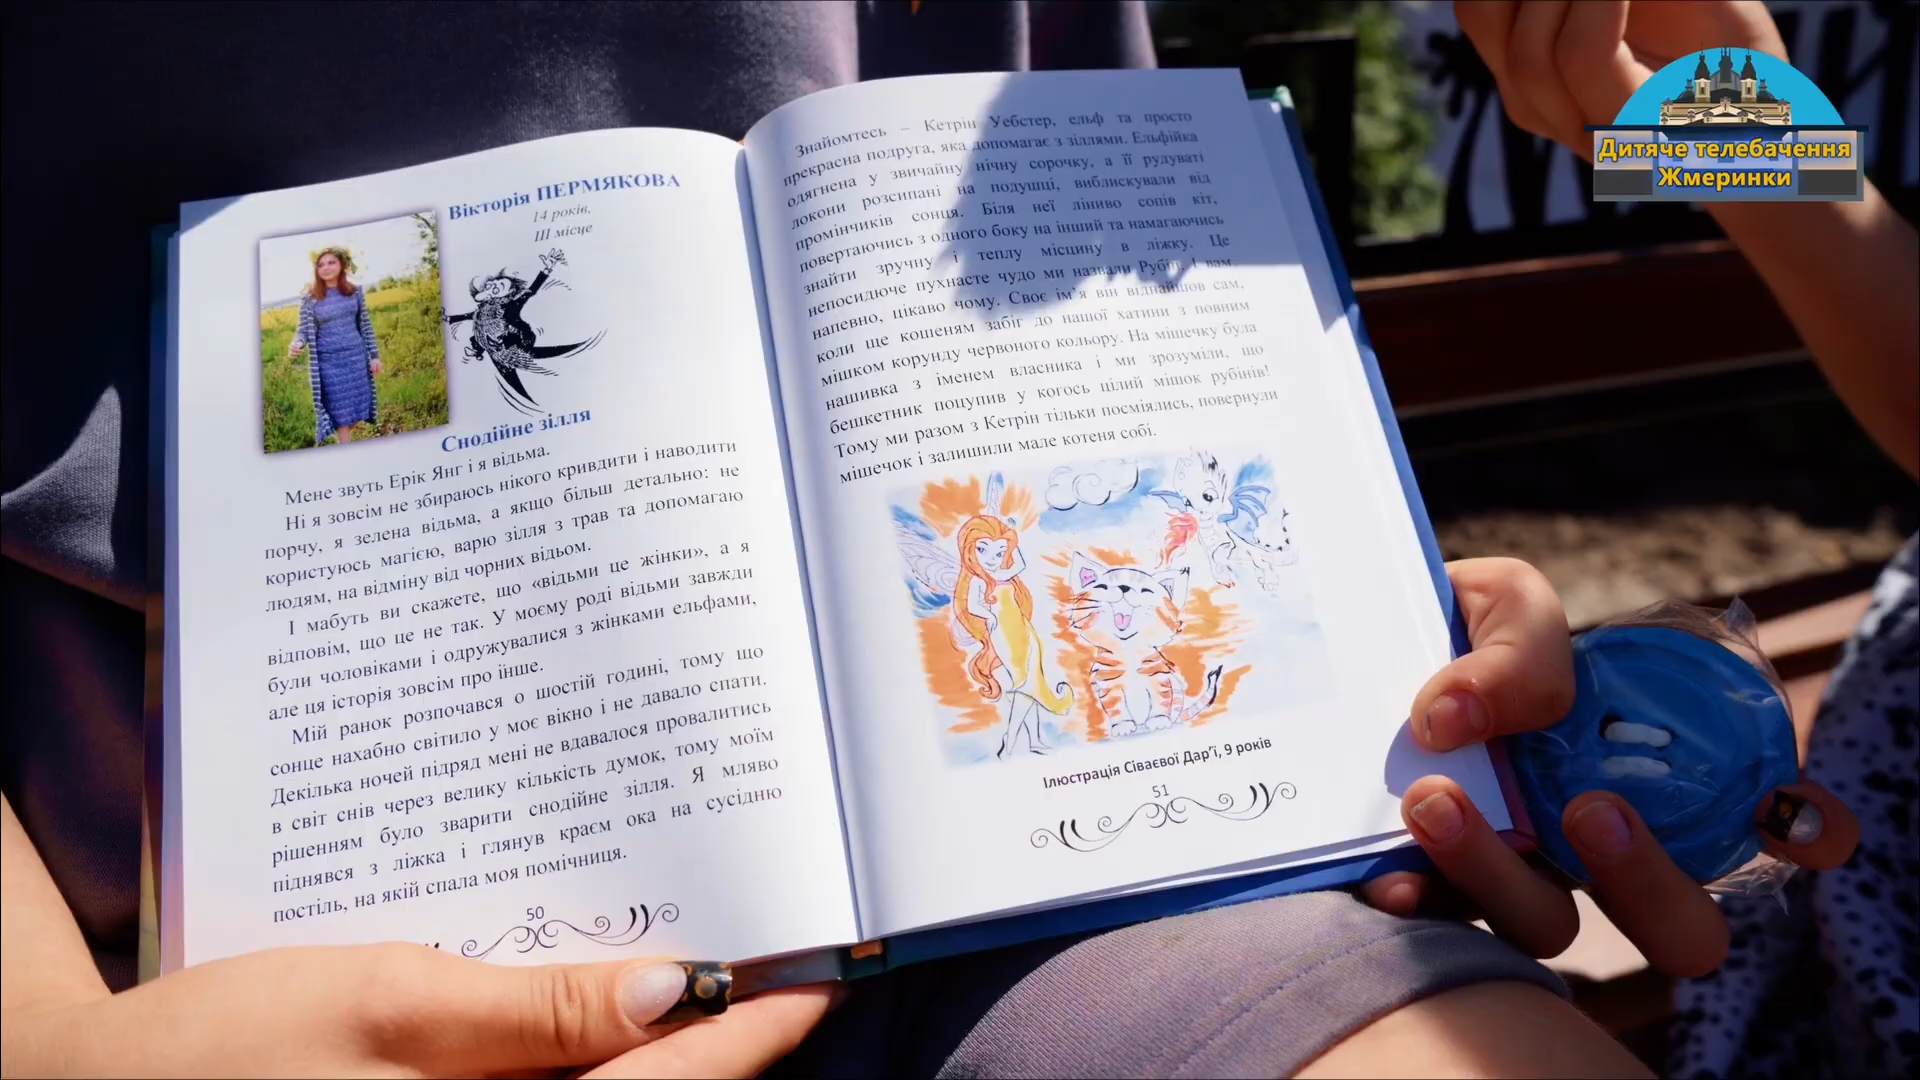 Вікторія ПЕРМЯКОВА
14 років,
ІІІ місце
Снодійне зілля
Мене звуть Ерік Янг і я відьма.
Ні я зовсім не збираюсь нікого кривдити і наводити
порчу, я зелена відьма, а якщо більш детально: не
користуюсь магією, варю зілля з трав та допомагаю
людям, на відміну від чорних відьом.
І мабуть ви скажете, що «відьми це жінки», а я
відповім, що це не так. У моєму роді відьми завжди
були чоловіками і одружувалися з жінками ельфами,
але ця історія зовсім про інше.
Мій ранок розпочався о шостій годині, тому що
сонце нахабно світило у моє вікно і не давало спати.
Декілька ночей підряд мені не вдавалося провалитись
в світ снів через велику кількість думок, тому моїм
рішенням було зварити снодійне зілля. Я мляво
піднявся з ліжка і глянув краєм ока на сусідню
постіль, на якій спала моя помічниця.
50
Знайомтесь – Кетрін Уебстер, ельф та просто
прекрасна подруга, яка допомагає з зіллями. Ельфійка
одягнена у звичайну нічну сорочку, а її рудуваті
локони розсипані на подушці, виблискували від
промінчиків сонця. Біля неї ліниво сопів кіт,
повертаючись з одного боку на інший та намагаючись
знайти зручну і теплу місцину в ліжку. Це
непосидюче пухнасте чудо ми назвали Рубін. І вам,
напевно, цікаво чому. Своє ім’я він віднайшов сам,
коли ще кошеням забіг до нашої хатини з повним
мішком корунду червоного кольору. На мішечку була
нашивка з іменем власника і ми зрозуміли, що
бешкетник поцупив у когось цілий мішок рубінів!
Тому ми разом з Кетрін тільки посміялись, повернули
мішечок і залишили мале котеня собі.
Ілюстрація Сіваєвої Дар’ї, 9 років
51
Дитяче телебачення
Жмеринки